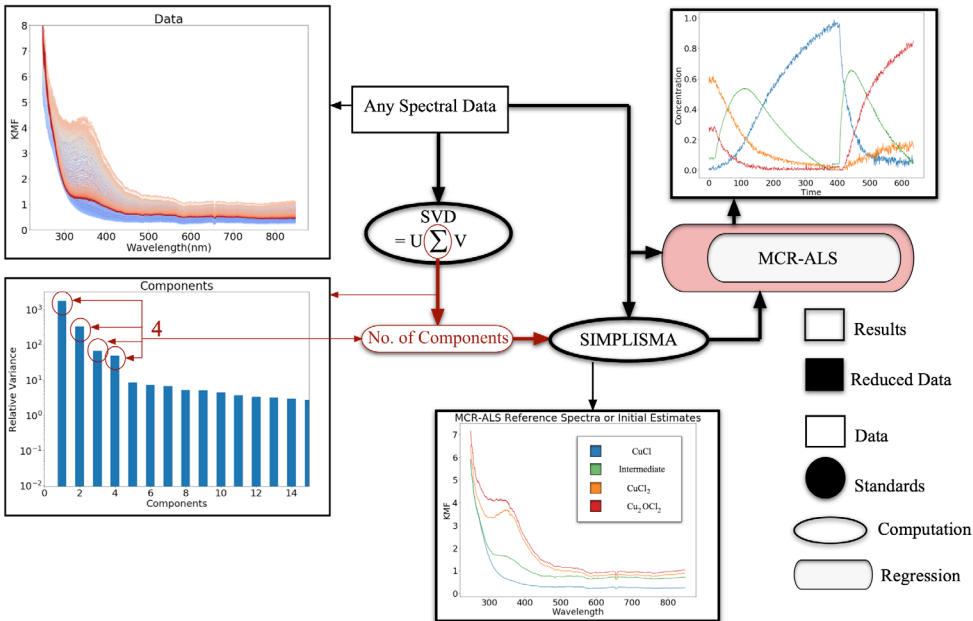 Data
8
7
6
5
4
3
2
1
0
KMF
300 400 500 600 700 800
Wavelength(nm)
Any Spectral Data
SVD
= U ∑ V
1.0
0.8
0.6
0.4
0.2
0.0
Concentration
0 100 200 300 400 500 600
Time
MCR-ALS
Components
10³
10²
10¹
10⁰
10⁻¹
10⁻²
Relative Variance
0 2 4 6 8 10 12 14
Components
4
No. of Components
SIMPLISMA
MCR-ALS Reference Spectra or Initial Estimates
7
6
5
4
3
2
1
0
KMF
300 400 500 600 700 800
Wavelength
CuCl
Intermediate
CuCl₂
Cu₂OCl₂
Results
Reduced Data
Data
Standards
Computation
Regression